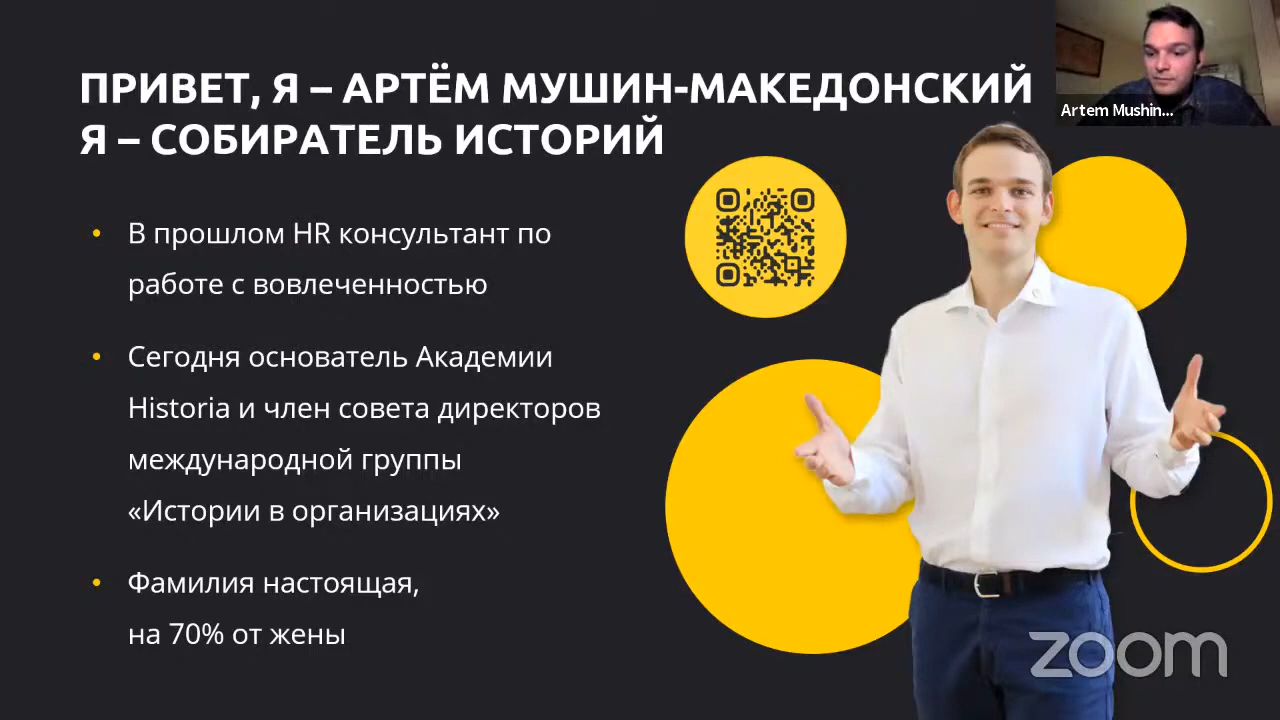 ПРИВЕТ, Я – АРТЁМ МУШИН-МАКЕДОНСКИЙ
Я – СОБИРАТЕЛЬ ИСТОРИЙ
Artem Mushin...
• В прошлом HR консультант по
работе с вовлеченностью
• Сегодня основатель Академии
Historia и член совета директоров
международной группы
«Истории в организациях»
• Фамилия настоящая,
на 70% от жены
zoom